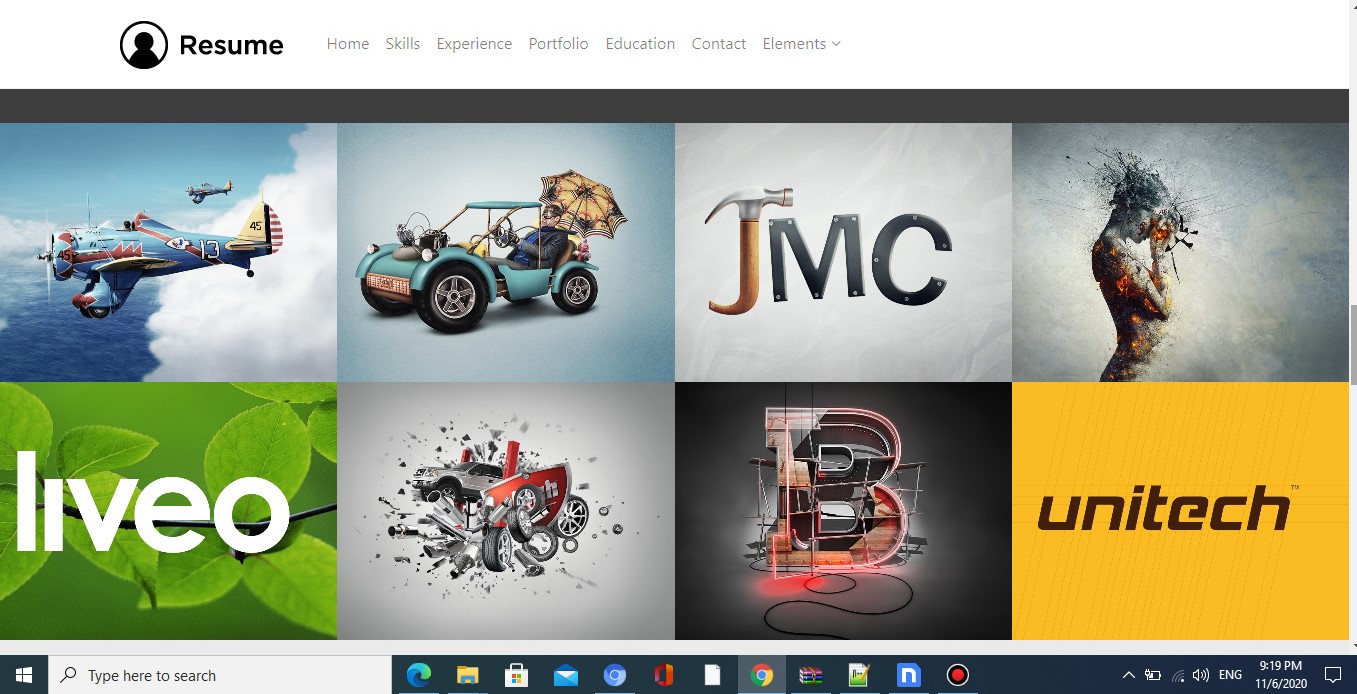 Resume
Home Skills Experience Portfolio Education Contact Elements
45
13
45
JMC
liveo
B
unitech™
Type here to search
ENG
9:19 PM
11/6/2020